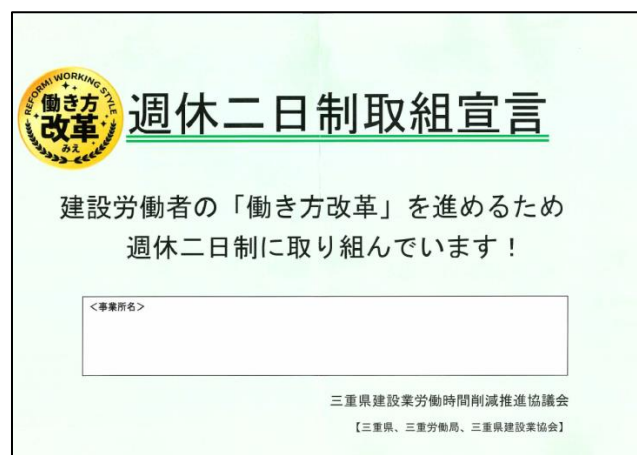 REFORM! WORKING STYLE
働き方
改革
みえ
週休二日制取組宣言
建設労働者の「働き方改革」を進めるため
週休二日制に取り組んでいます！
＜事業所名＞
三重県建設業労働時間削減推進協議会
【三重県、三重労働局、三重県建設業協会】